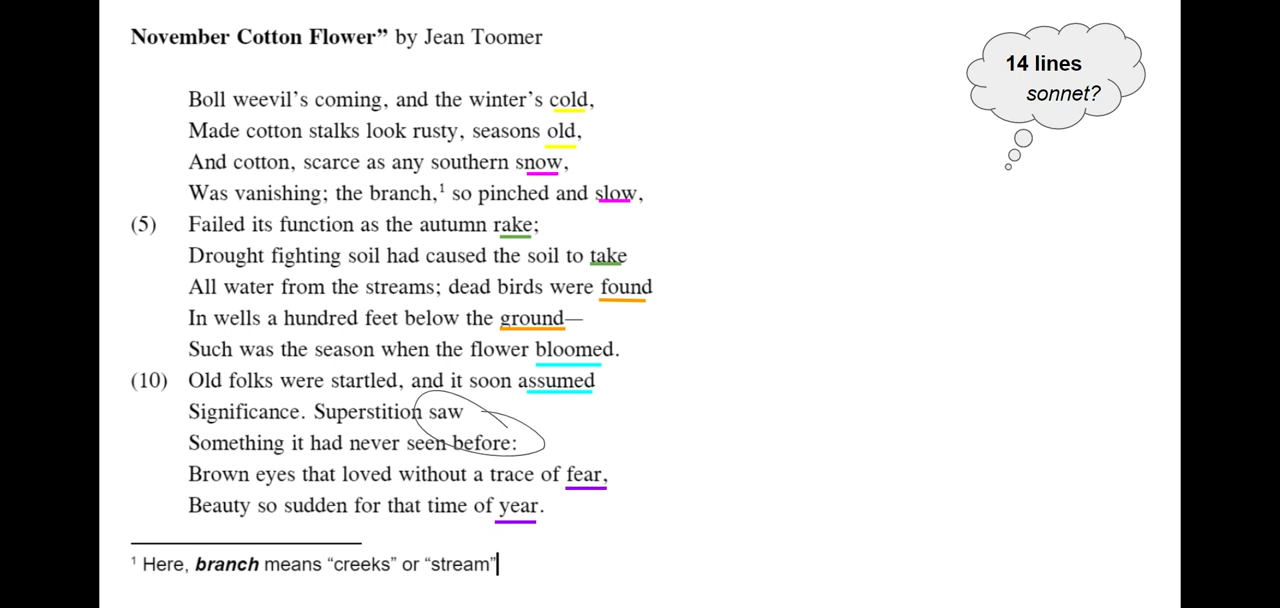 November Cotton Flower” by Jean Toomer
14 lines
sonnet?
Boll weevil’s coming, and the winter’s cold,
Made cotton stalks look rusty, seasons old,
And cotton, scarce as any southern snow,
Was vanishing; the branch,¹ so pinched and slow,
(5) Failed its function as the autumn rake;
Drought fighting soil had caused the soil to take
All water from the streams; dead birds were found
In wells a hundred feet below the ground—
Such was the season when the flower bloomed.
(10) Old folks were startled, and it soon assumed
Significance. Superstition saw
Something it had never seen before:
Brown eyes that loved without a trace of fear,
Beauty so sudden for that time of year.
¹ Here, branch means “creeks” or “stream”